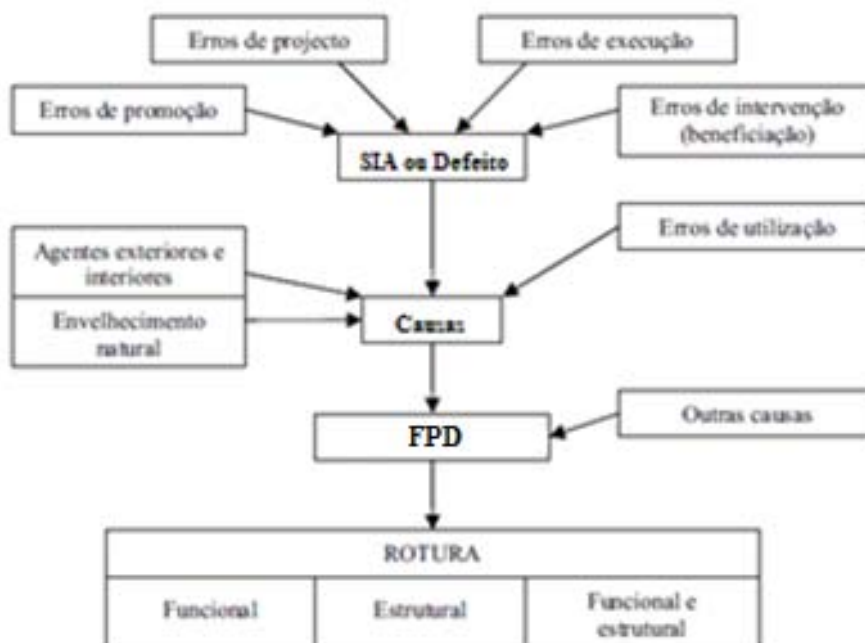 Erros de projecto
Erros de execução
Erros de promoção
Erros de intervenção
(beneficiação)
SIA ou Defeito
Agentes exteriores e
interiores
Erros de utilização
Envelhecimento
natural
Causas
FPD
Outras causas
ROTURA
Funcional
Estrutural
Funcional e
estrutural